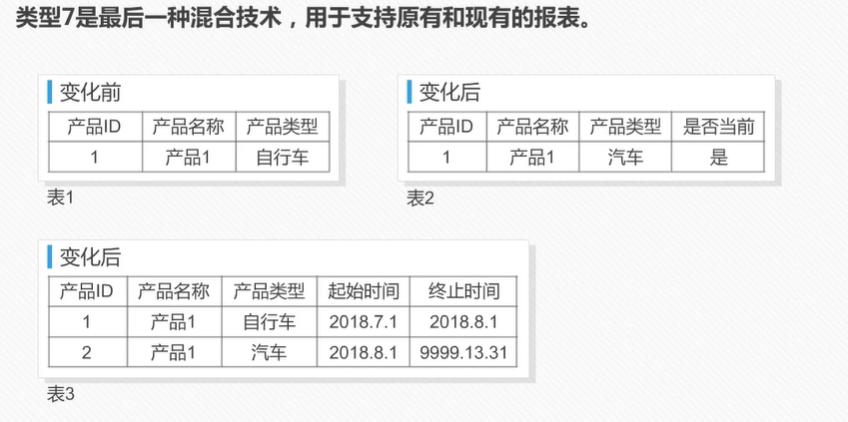 类型7是最后一种混合技术，用于支持原有和现有的报表。
变化前
产品ID 产品名称 产品类型
1 产品1 自行车
表1
变化后
产品ID 产品名称 产品类型 是否当前
1 产品1 汽车 是
表2
变化后
产品ID 产品名称 产品类型 起始时间 终止时间
1 产品1 自行车 2018.7.1 2018.8.1
2 产品1 汽车 2018.8.1 9999.13.31
表3